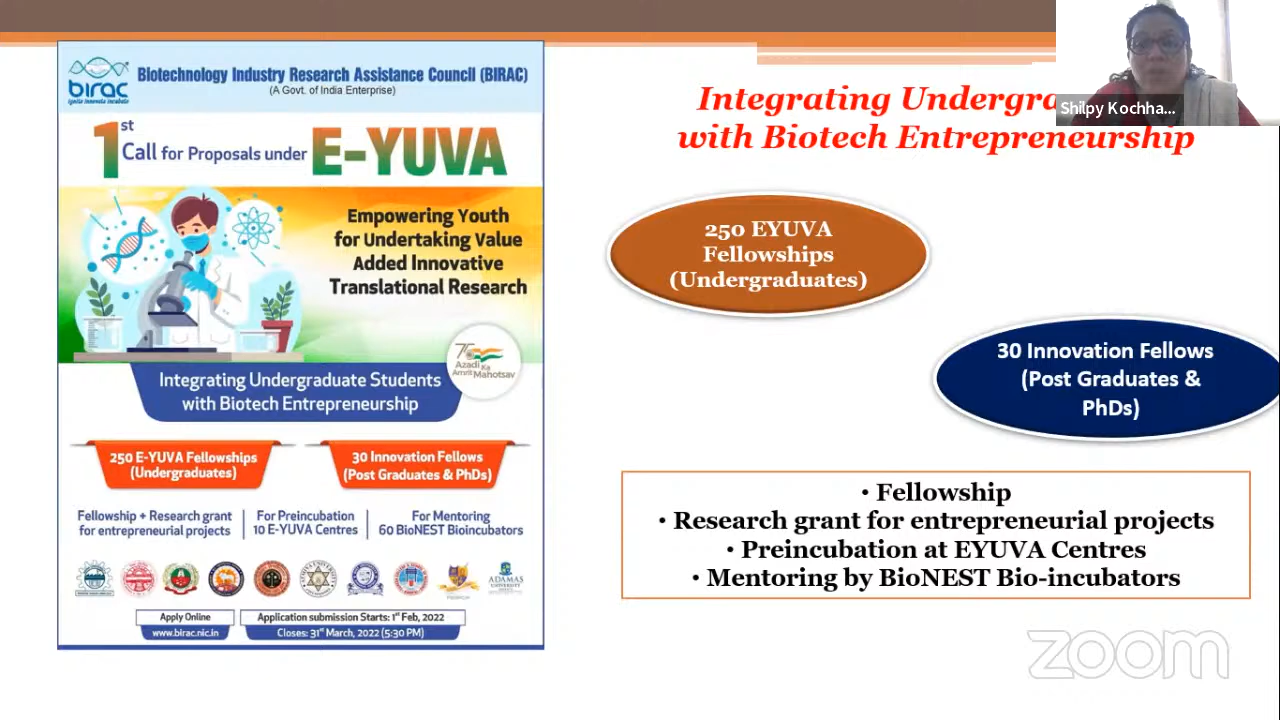 birac
Ignite Innovate Incubate
Biotechnology Industry Research Assistance Council (BIRAC)
(A Govt. of India Enterprise)
1st Call for Proposals under E-YUVA
Empowering Youth
for Undertaking Value
Added Innovative
Translational Research
75
Azadi Ka
Amrit Mahotsav
Integrating Undergraduate Students
with Biotech Entrepreneurship
250 E-YUVA Fellowships
(Undergraduates)
30 Innovation Fellows
(Post Graduates & PhDs)
Fellowship + Research grant
for entrepreneurial projects
For Preincubation
10 E-YUVA Centres
For Mentoring
60 BioNEST Bioincubators
ADAMAS
UNIVERSITY
Apply Online
www.birac.nic.in
Application submission Starts: 1st Feb, 2022
Closes: 31st March, 2022 (5:30 PM)
Shilpy Kochha...
Integrating Undergra
with Biotech Entrepreneurship
250 EYUVA
Fellowships
(Undergraduates)
30 Innovation Fellows
(Post Graduates &
PhDs)
• Fellowship
• Research grant for entrepreneurial projects
• Preincubation at EYUVA Centres
• Mentoring by BioNEST Bio-incubators
zoom